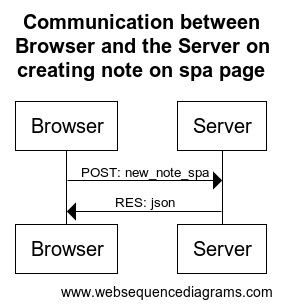 Communication between
Browser and the Server on
creating note on spa page
Browser
Server
POST: new_note_spa
RES: json
Browser
Server
www.websequencediagrams.com